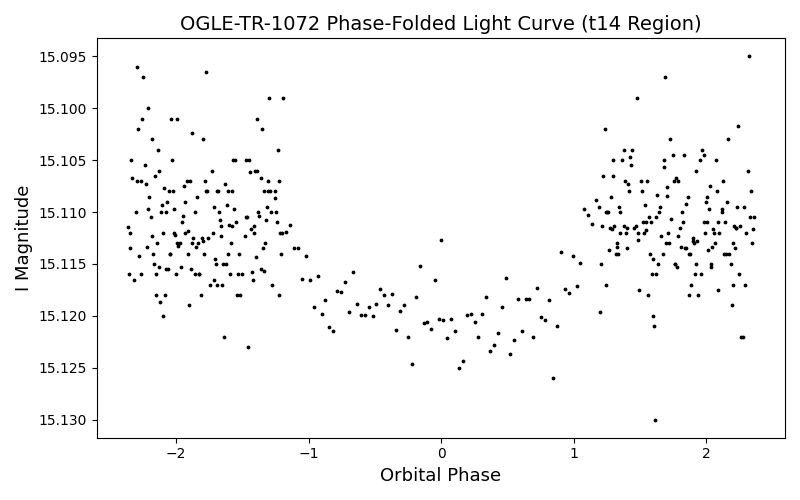 OGLE-TR-1072 Phase-Folded Light Curve (t14 Region)
I Magnitude
15.095
15.100
15.105
15.110
15.115
15.120
15.125
15.130
−2 −1 0 1 2
Orbital Phase